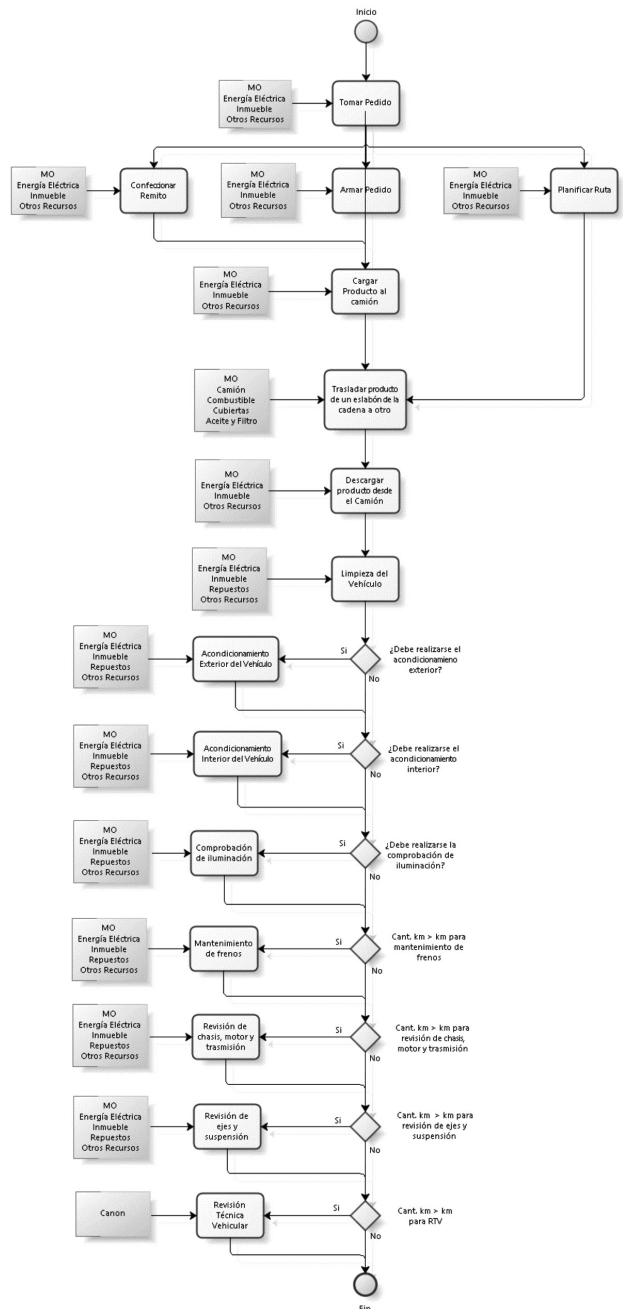 Inicio
MO
Energía Eléctrica
Inmueble
Otros Recursos
Tomar Pedido
MO
Energía Eléctrica
Inmueble
Otros Recursos
Confeccionar
Remito
MO
Energía Eléctrica
Inmueble
Otros Recursos
Armar Pedido
MO
Energía Eléctrica
Inmueble
Otros Recursos
Planificar Ruta
MO
Energía Eléctrica
Inmueble
Otros Recursos
Cargar
Producto al
camión
MO
Camión
Combustible
Cubiertas
Aceite y Filtro
Trasladar producto
de un eslabón de la
cadena a otro
MO
Energía Eléctrica
Inmueble
Otros Recursos
Descargar
producto desde
el Camión
MO
Energía Eléctrica
Inmueble
Repuestos
Otros Recursos
Limpieza del
Vehículo
MO
Energía Eléctrica
Inmueble
Repuestos
Otros Recursos
Acondicionamiento
Exterior del Vehículo
Si
¿Debe realizarse el
acondicionamieno
exterior?
No
MO
Energía Eléctrica
Inmueble
Repuestos
Otros Recursos
Acondicionamiento
Interior del Vehículo
Si
¿Debe realizarse el
acondicionamiento
interior?
No
MO
Energía Eléctrica
Inmueble
Repuestos
Otros Recursos
Comprobación
de iluminación
Si
¿Debe realizarse la
comprobación de
iluminación?
No
MO
Energía Eléctrica
Inmueble
Repuestos
Otros Recursos
Mantenimiento
de frenos
Si
Cant. km > km para
mantenimiento de
frenos
No
MO
Energía Eléctrica
Inmueble
Repuestos
Otros Recursos
Revisión de
chasis, motor y
trasmisión
Si
Cant. km > km para
revisión de chasis,
motor y trasmisión
No
MO
Energía Eléctrica
Inmueble
Repuestos
Otros Recursos
Revisión de
ejes y
suspensión
Si
Cant. km > km para
revisión de ejes y
suspensión
No
Canon
Revisión
Técnica
Vehicular
Si
Cant. km > km
para RTV
No
Fin